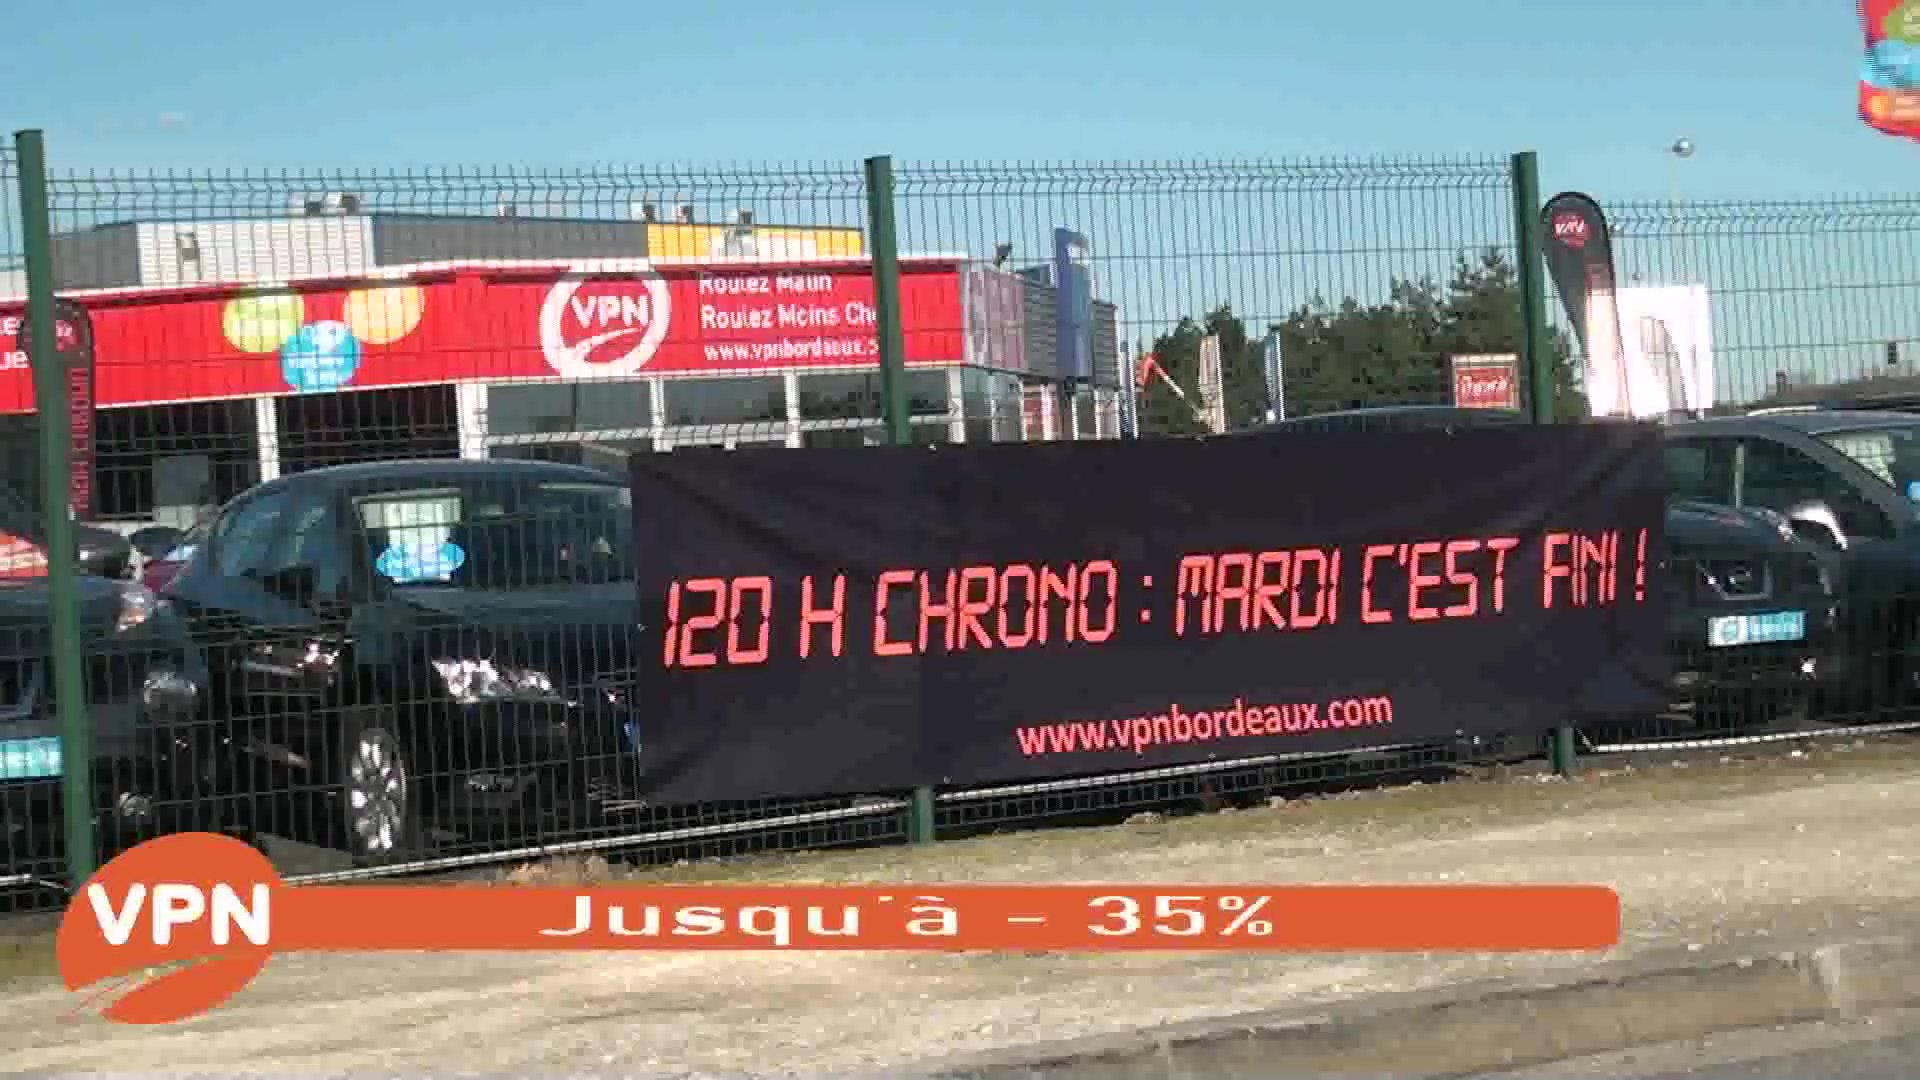 VPN
Roulez Malin
Roulez Moins Che
www.vpnbordeaux.
120 H CHRONO : MARDI C'EST FINI !
www.vpnbordeaux.com
VPN
Jusqu'à - 35%